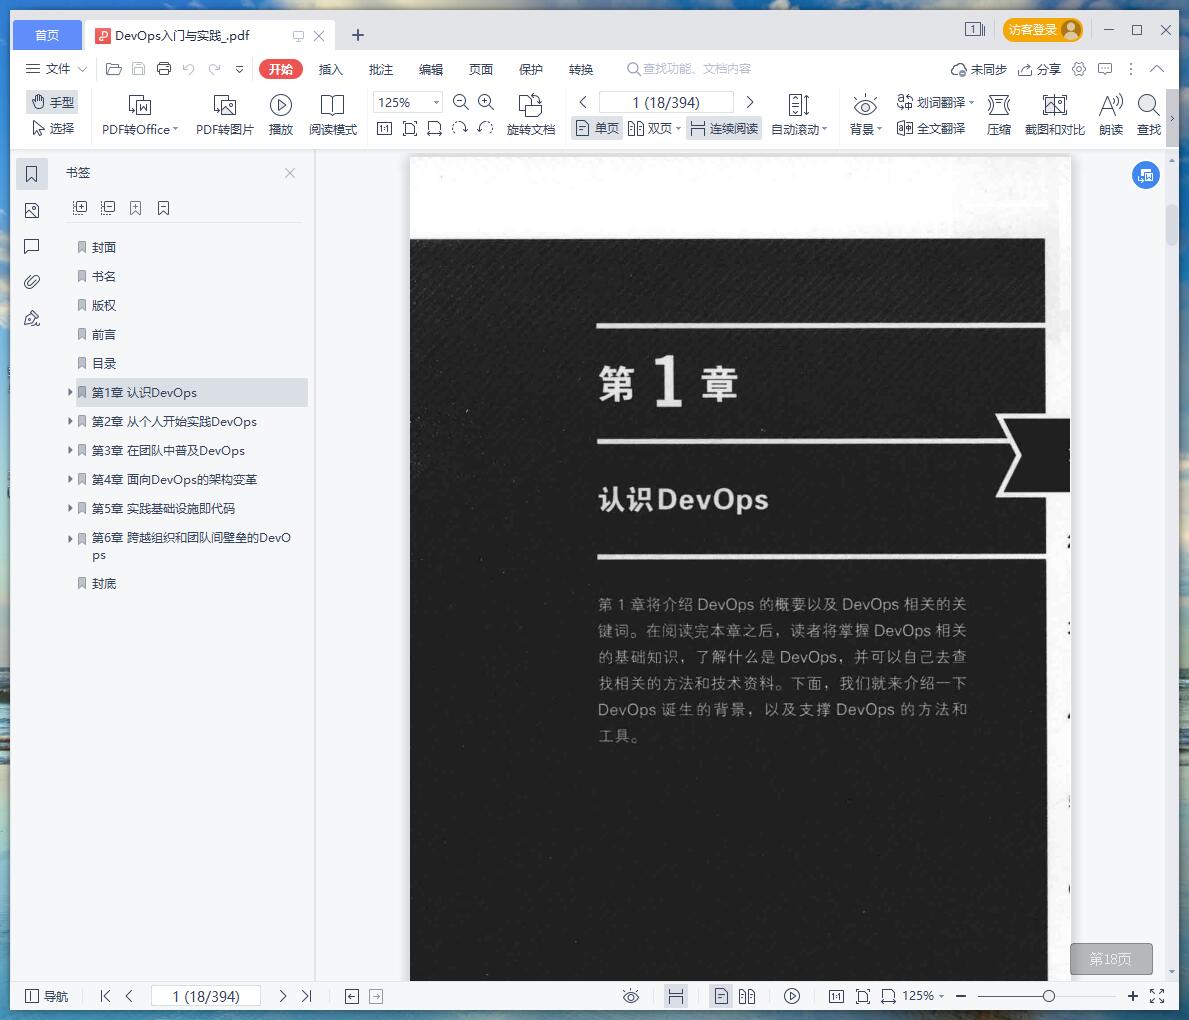 首页
DevOps入门与实践_.pdf
1
访客登录
文件
开始
插入
批注
编辑
页面
保护
转换
查找功能、文档内容
未同步
分享
手型
选择
PDF转Office
PDF转图片
播放
阅读模式
125%
旋转文档
1 (18/394)
单页
双页
连续阅读
自动滚动
背景
划词翻译
全文翻译
压缩
截图和对比
朗读
查找
书签
封面
书名
版权
前言
目录
第1章 认识DevOps
第2章 从个人开始实践DevOps
第3章 在团队中普及DevOps
第4章 面向DevOps的架构变革
第5章 实践基础设施即代码
第6章 跨越组织和团队间壁垒的DevO
ps
封底
第 1 章
认识DevOps
第 1 章将介绍 DevOps 的概要以及 DevOps 相关的关
键词。在阅读完本章之后，读者将掌握 DevOps 相关
的基础知识，了解什么是 DevOps，并可以自己去查
找相关的方法和技术资料。下面，我们就来介绍一下
DevOps 诞生的背景，以及支撑 DevOps 的方法和
工具。
第18页
导航
1 (18/394)
125%